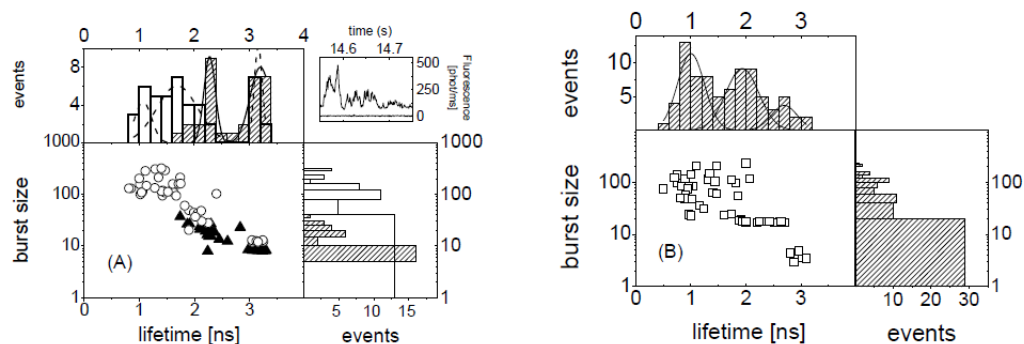 0 1 2 3 4
time (s)
14.6 14.7
500
250
0
Fluorescence
[phot/ms]
events
8
4
1000
1000
100
100
10
10
1
1
burst size
(A)
0 1 2 3
5 10 15
lifetime [ns]
events
0 1 2 3
events
10
5
100
100
10
10
1
1
burst size
(B)
0 1 2 3
10 20 30
lifetime [ns]
events